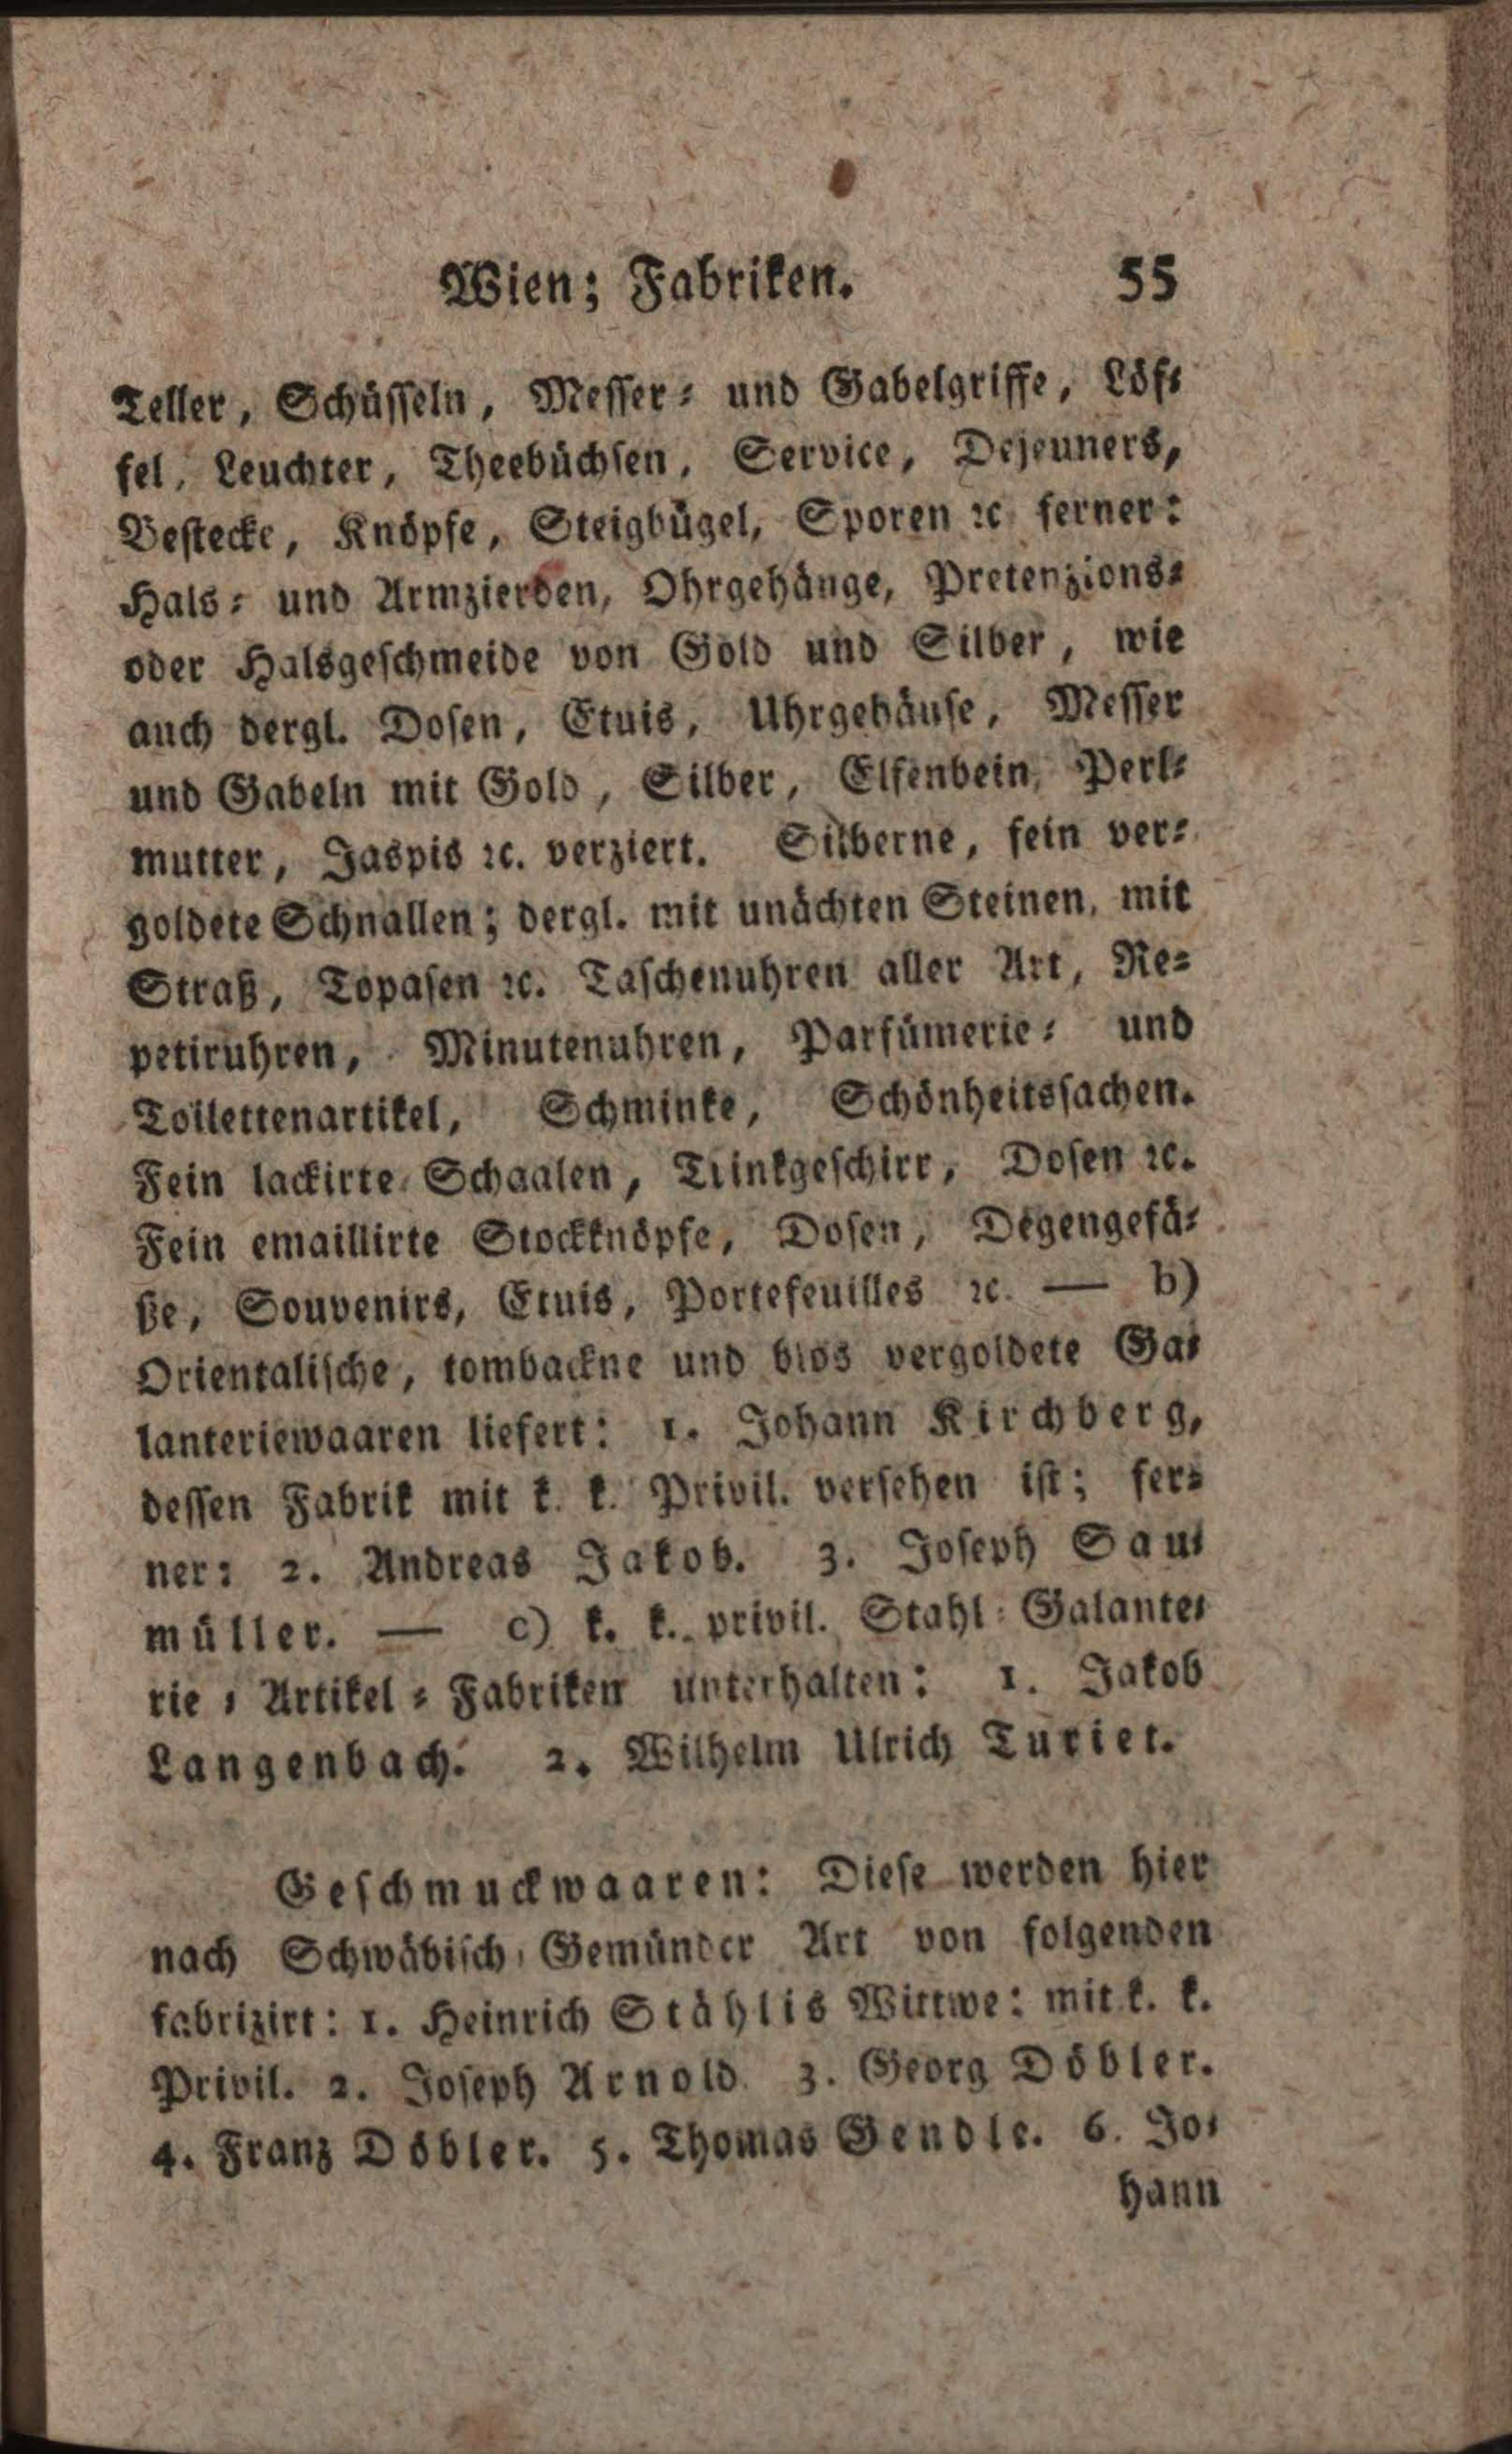 Wien; Fabriken. 55
Teller, Schüsseln, Messer- und Gabelgriffe, Löf-
fel, Leuchter, Theebüchsen, Service, Dejeuners,
Bestecke, Knöpfe, Steigbügel, Sporen ꝛc ferner:
Hals- und Armzierden, Ohrgehänge, Pretenzions-
oder Halsgeschmeide von Gold und Silber, wie
auch dergl. Dosen, Etuis, Uhrgehäuse, Messer
und Gabeln mit Gold, Silber, Elfenbein, Perl-
mutter, Jaspis ꝛc. verziert. Silberne, fein ver-
goldete Schnallen; dergl. mit unächten Steinen, mit
Straß, Topasen ꝛc. Taschenuhren aller Art, Re-
petiruhren, Minutenuhren, Parfümerie- und
Toilettenartikel, Schminke, Schönheitssachen.
Fein lackirte Schaalen, Trinkgeschirr, Dosen ꝛc.
Fein emaillirte Stockknöpfe, Dosen, Degengefä-
ße, Souvenirs, Etuis, Portefeuilles ꝛc. — b)
Orientalische, tombackne und blos vergoldete Ga-
lanteriewaaren liefert: 1. Johann Kirchberg,
dessen Fabrik mit k. k. Privil. versehen ist; fer-
ner: 2. Andreas Jakob. 3. Joseph Sau-
müller. — c) k. k. privil. Stahl-Galante-
rie-Artikel-Fabriken unterhalten: 1. Jakob
Langenbach. 2. Wilhelm Ulrich Turiet.
Geschmuckwaaren: Diese werden hier
nach Schwäbisch-Gemünder Art von folgenden
fabrizirt: 1. Heinrich Stählis Wittwe: mit k. k.
Privil. 2. Joseph Arnold. 3. Georg Döbler.
4. Franz Döbler. 5. Thomas Gendle. 6. Jo-
hann